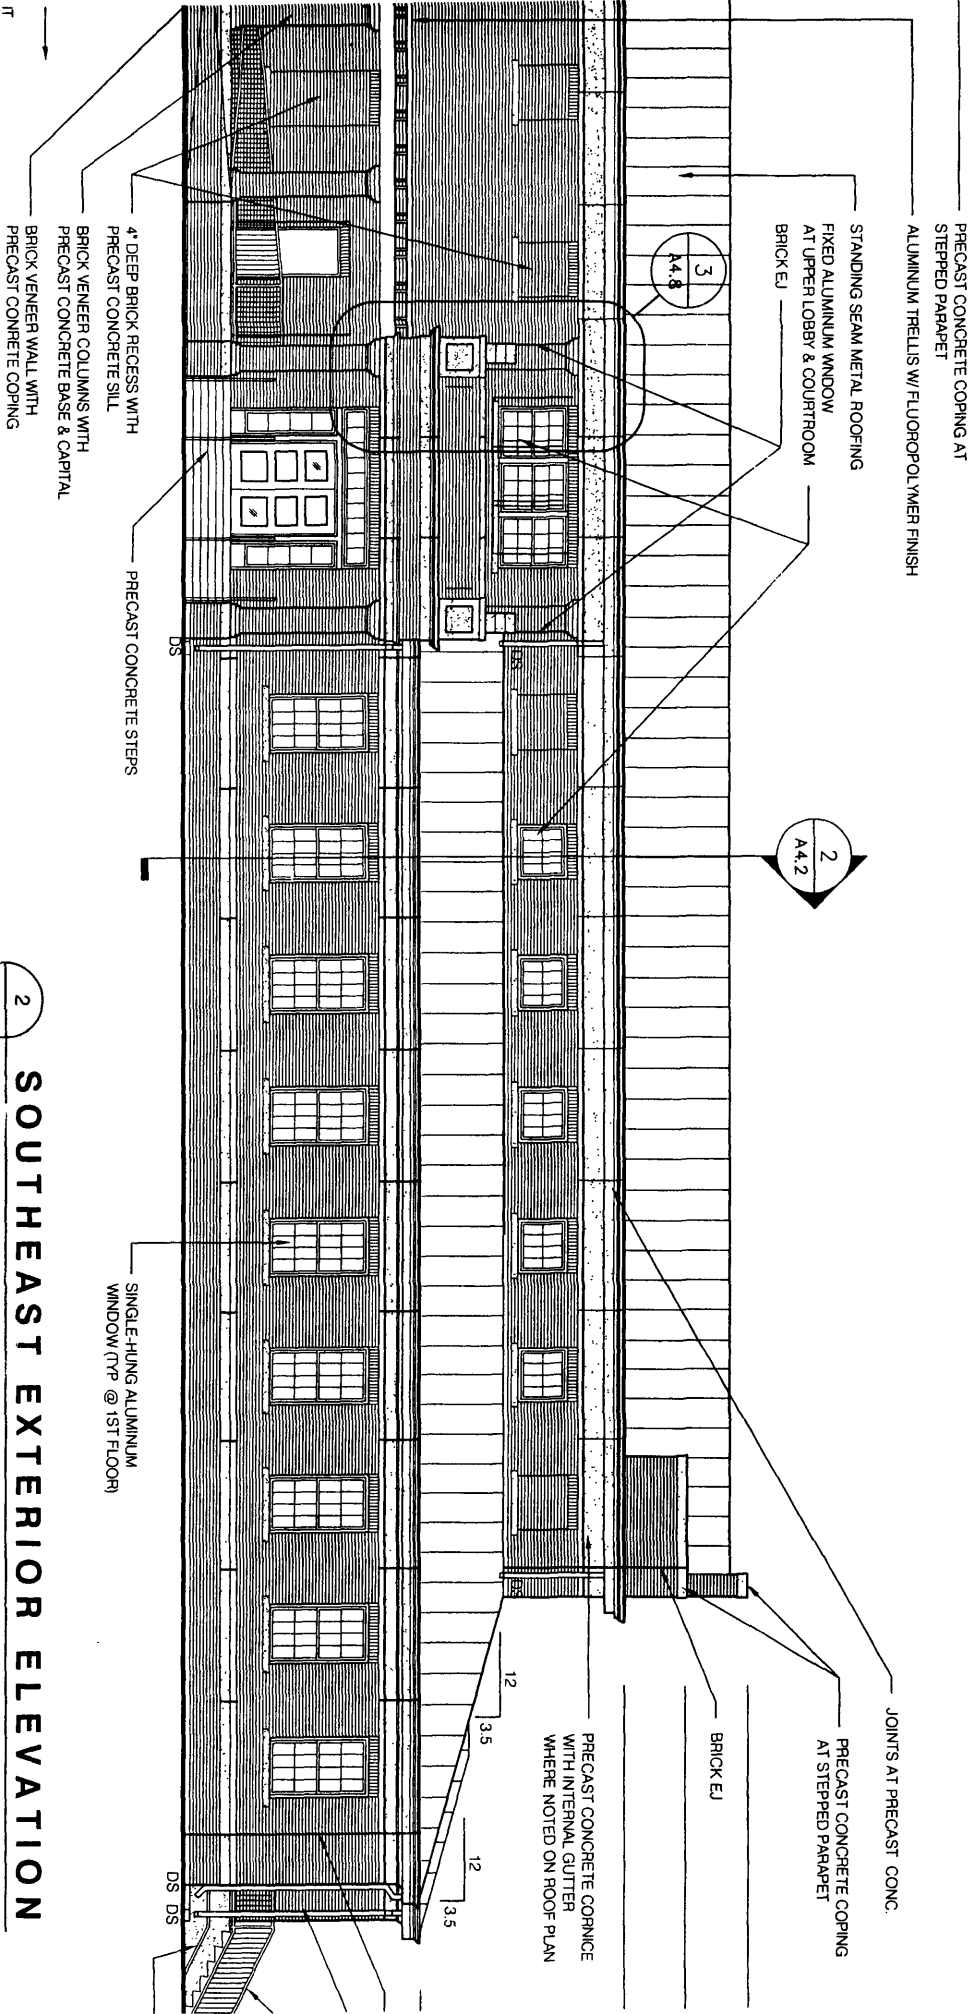 PRECAST CONCRETE COPING AT
STEPPED PARAPET
ALUMINUM TRELLIS W/ FLUOROPOLYMER FINISH
STANDING SEAM METAL ROOFING
FIXED ALUMINUM WINDOW
AT UPPER LOBBY & COURTROOM
BRICK EJ
3
A4.8
2
A4.2
JOINTS AT PRECAST CONC.
PRECAST CONCRETE COPING
AT STEPPED PARAPET
BRICK EJ
PRECAST CONCRETE CORNICE
WITH INTERNAL GUTTER
WHERE NOTED ON ROOF PLAN
12
3.5
12
3.5
DS
DS
DS
DS
DS
4" DEEP BRICK RECESS WITH
PRECAST CONCRETE SILL
BRICK VENEER COLUMNS WITH
PRECAST CONCRETE BASE & CAPITAL
BRICK VENEER WALL WITH
PRECAST CONRETE COPING
PRECAST CONCRETE STEPS
SINGLE-HUNG ALUMINUM
WINDOW (TYP @ 1ST FLOOR)
IT
2
SOUTHEAST EXTERIOR ELEVATION